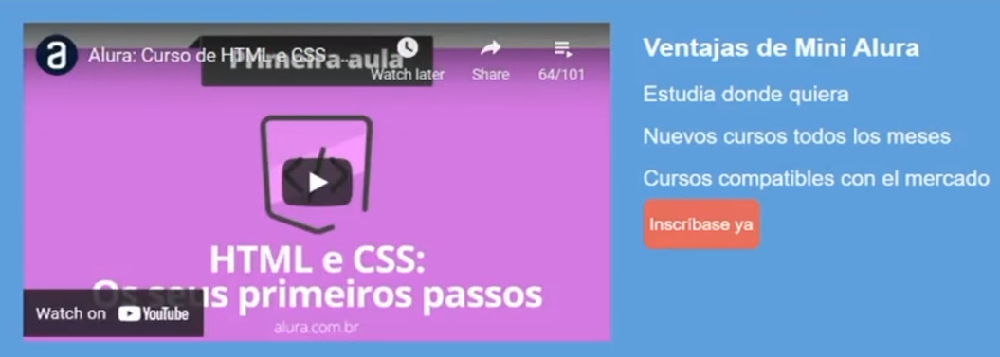 Alura: Curso de HTML e CSS ...
Primeira aula
Watch later
Share
64/101
HTML e CSS:
Os seus primeiros passos
alura.com.br
Watch on YouTube
Ventajas de Mini Alura
Estudia donde quiera
Nuevos cursos todos los meses
Cursos compatibles con el mercado
Inscríbase ya